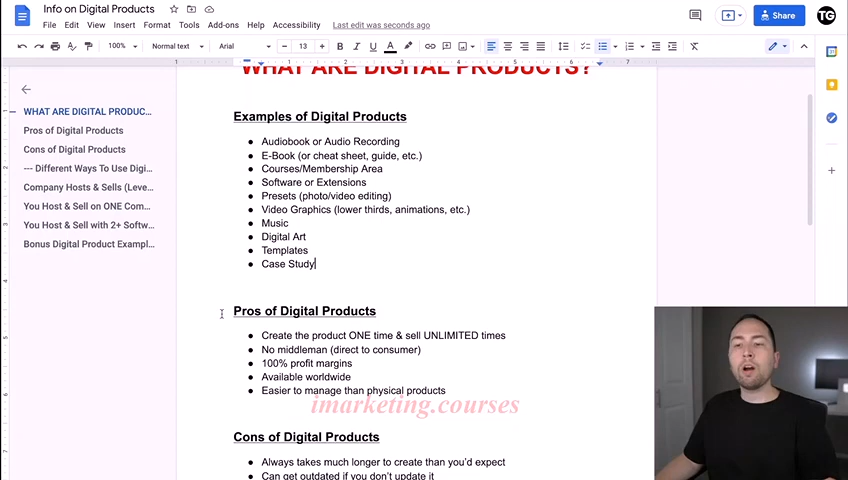 Info on Digital Products
File Edit View Insert Format Tools Add-ons Help Accessibility Last edit was seconds ago
Share
TG
100% Normal text Arial 13 B I U A
1 1 2 3 4 5 6 7
WHAT ARE DIGITAL PRODUCTS?
WHAT ARE DIGITAL PRODUC...
Pros of Digital Products
Cons of Digital Products
--- Different Ways To Use Digi...
Company Hosts & Sells (Leve...
You Host & Sell on ONE Com...
You Host & Sell with 2+ Softw...
Bonus Digital Product Exampl...
Examples of Digital Products
● Audiobook or Audio Recording
● E-Book (or cheat sheet, guide, etc.)
● Courses/Membership Area
● Software or Extensions
● Presets (photo/video editing)
● Video Graphics (lower thirds, animations, etc.)
● Music
● Digital Art
● Templates
● Case Study
Pros of Digital Products
● Create the product ONE time & sell UNLIMITED times
● No middleman (direct to consumer)
● 100% profit margins
● Available worldwide
● Easier to manage than physical products
imarketing.courses
Cons of Digital Products
● Always takes much longer to create than you'd expect
● Can get outdated if you don't update it